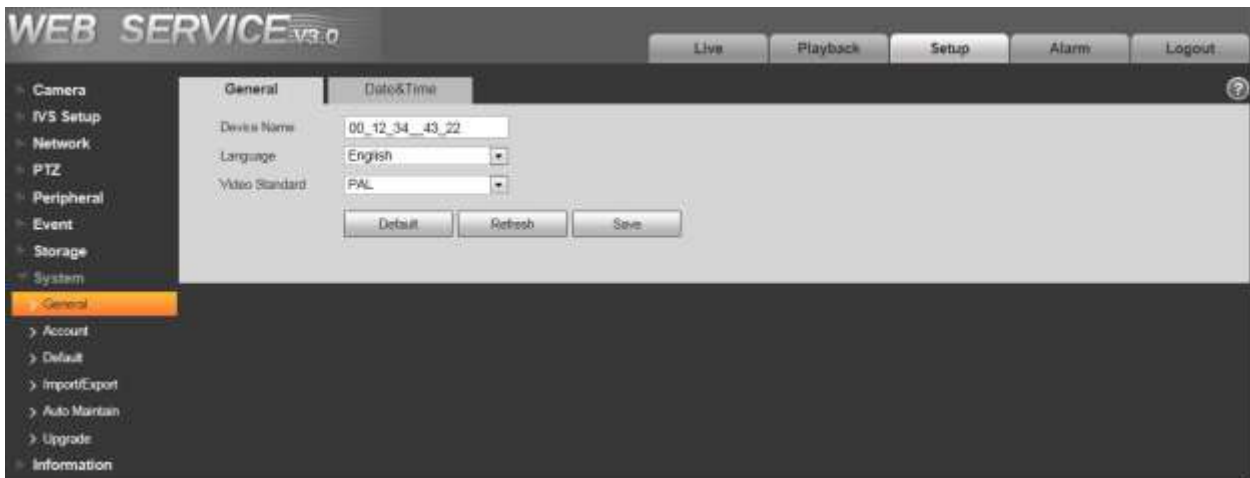 WEB SERVICE V3.0
Live Playback Setup Alarm Logout
Camera
IVS Setup
Network
PTZ
Peripheral
Event
Storage
System
General
Account
Default
Import/Export
Auto Maintain
Upgrade
Information
General Date&Time
Device Name 00_12_34__43_22
Language English
Video Standard PAL
Default Refresh Save